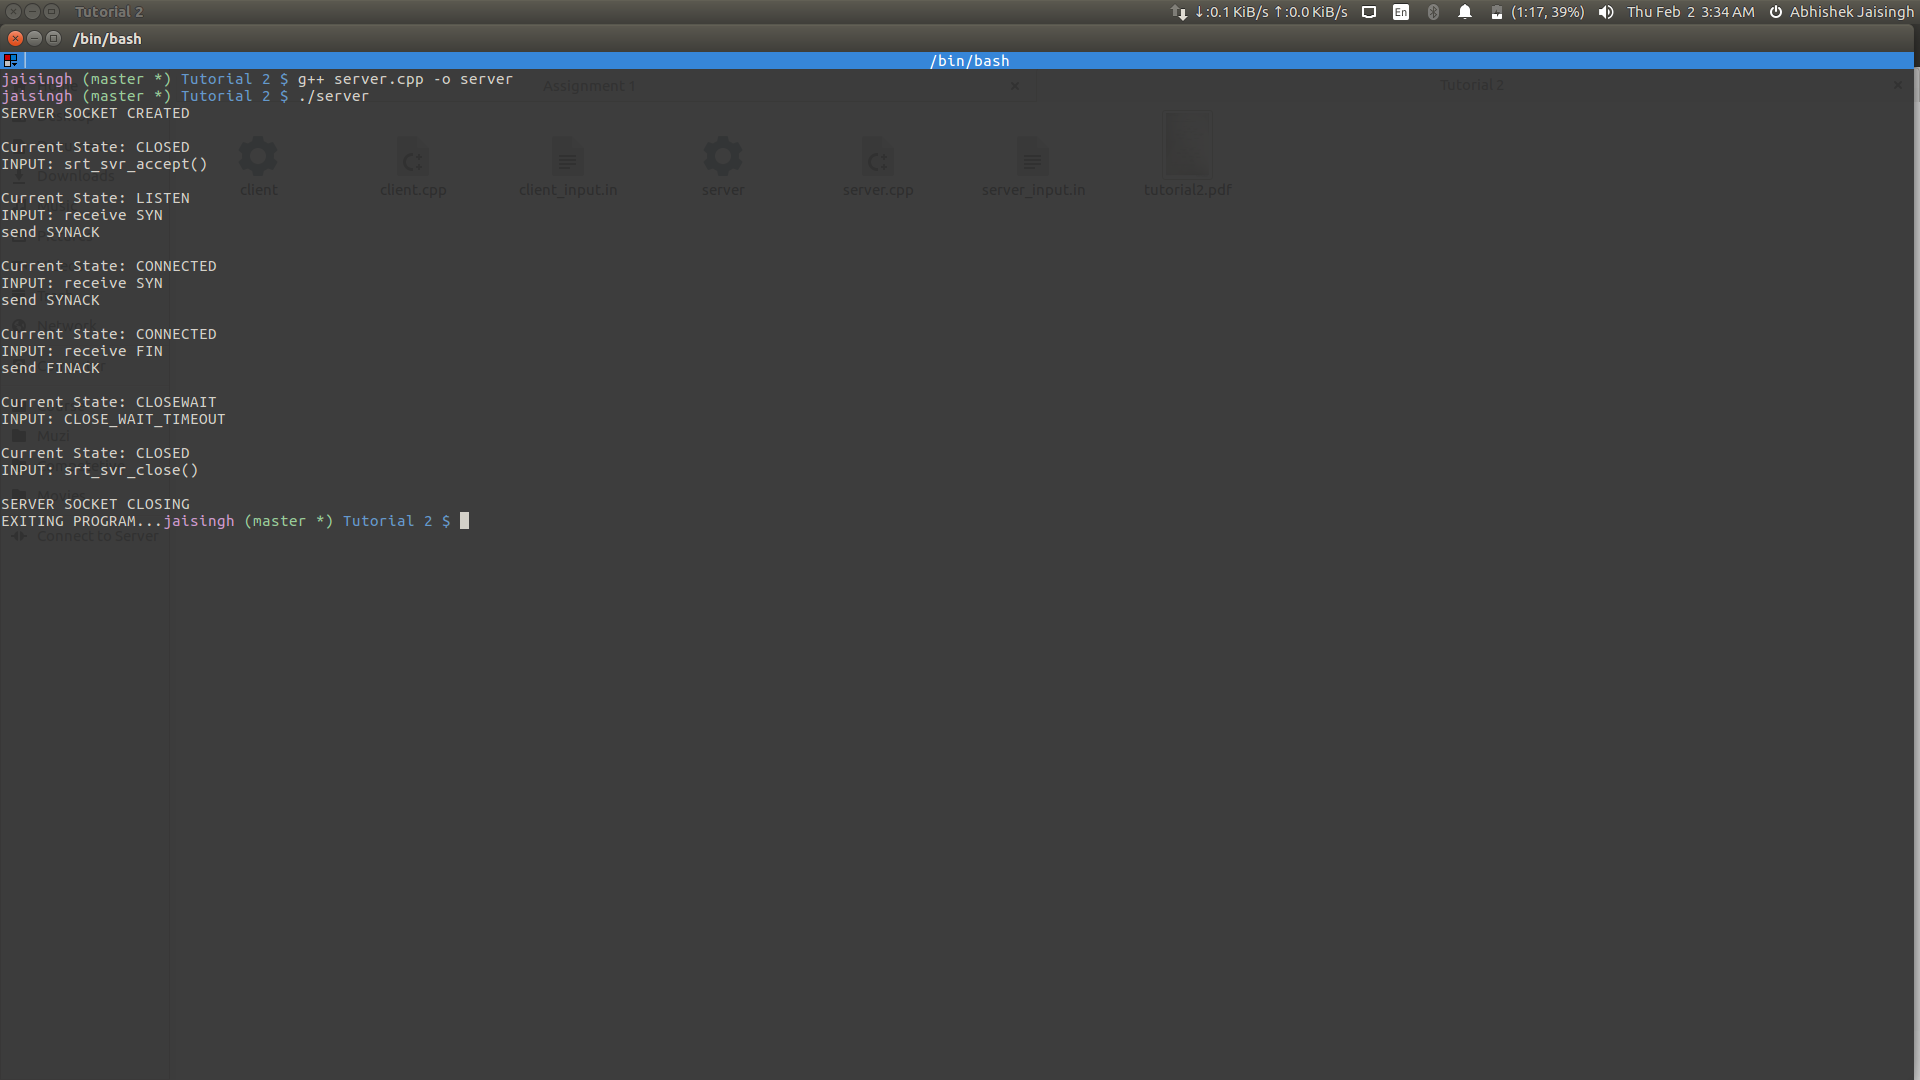 Tutorial 2
↓:0.1 KiB/s ↑:0.0 KiB/s En (1:17, 39%) Thu Feb 2 3:34 AM Abhishek Jaisingh
/bin/bash
/bin/bash
jaisingh (master *) Tutorial 2 $ g++ server.cpp -o server
Assignment 1
Tutorial 2
jaisingh (master *) Tutorial 2 $ ./server
SERVER SOCKET CREATED
Current State: CLOSED
INPUT: srt_svr_accept()
Downloads
client
client.cpp
client_input.in
server
server.cpp
server_input.in
tutorial2.pdf
Current State: LISTEN
INPUT: receive SYN
send SYNACK
Current State: CONNECTED
INPUT: receive SYN
send SYNACK
Current State: CONNECTED
INPUT: receive FIN
send FINACK
Current State: CLOSEWAIT
INPUT: CLOSE_WAIT_TIMEOUT
Muzi
Current State: CLOSED
INPUT: srt_svr_close()
SERVER SOCKET CLOSING
EXITING PROGRAM...jaisingh (master *) Tutorial 2 $
Connect to Server